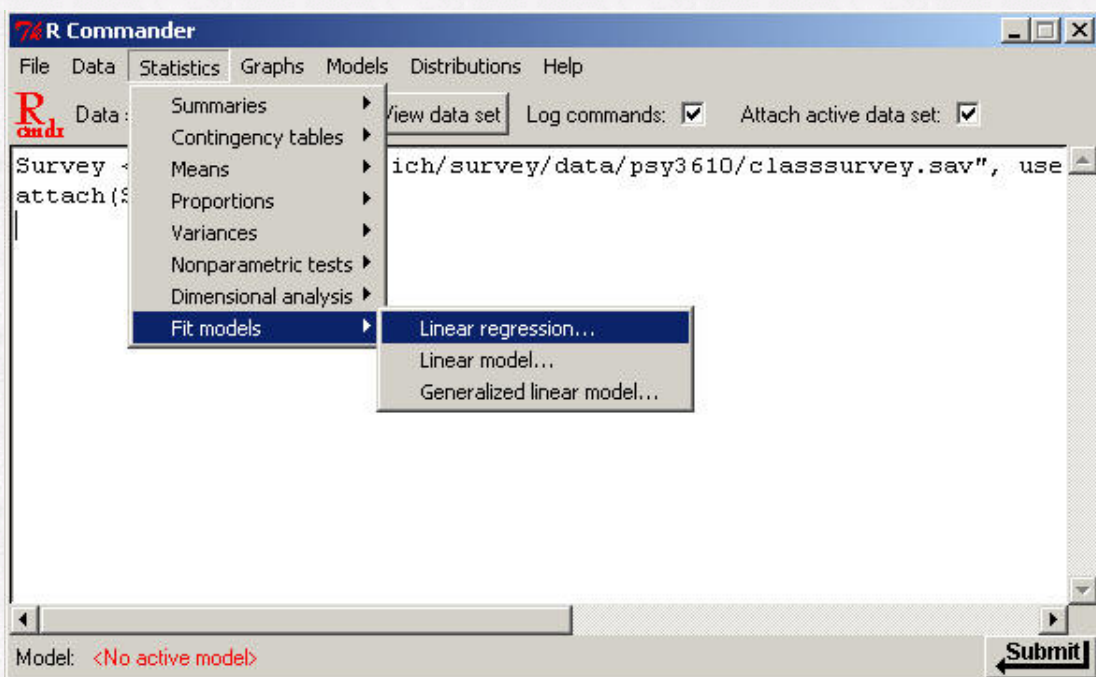 R Commander
File Data Statistics Graphs Models Distributions Help
R cmdr Data : View data set Log commands: Attach active data set:
Summaries
Contingency tables
Means
Proportions
Variances
Nonparametric tests
Dimensional analysis
Fit models
Linear regression...
Linear model...
Generalized linear model...
Survey < ich/survey/data/psy3610/classsurvey.sav", use
attach(S
Model: <No active model> Submit